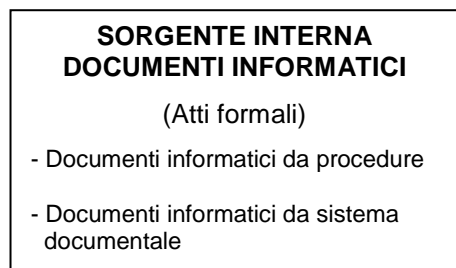 SORGENTE INTERNA
DOCUMENTI INFORMATICI
(Atti formali)
- Documenti informatici da procedure
- Documenti informatici da sistema
documentale